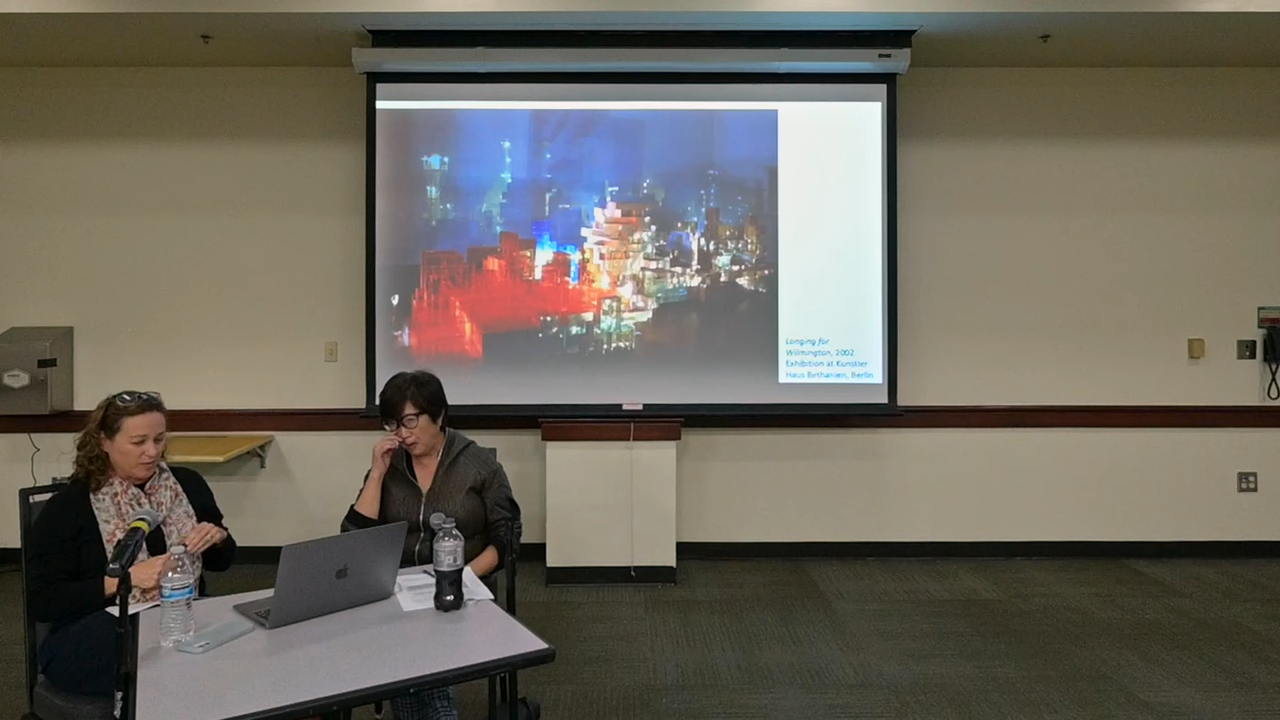 Longing for
Wilmington, 2002
Exhibition at Kunstler
Haus Bethanien, Berlin